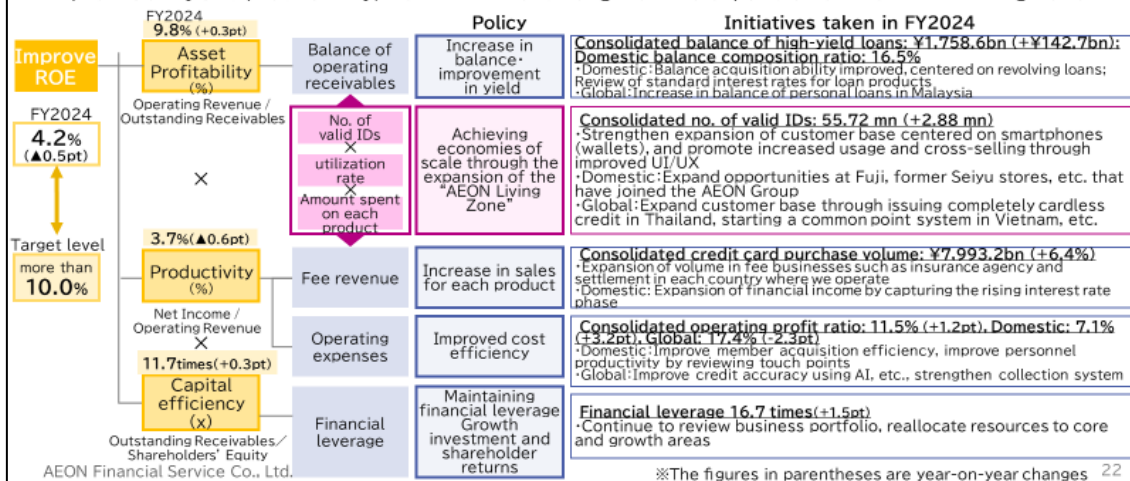 FY2024
9.8% (+0.3pt)
Policy
Initiatives taken in FY2024
Improve
ROE
FY2024
4.2%
(▲0.5pt)
Target level
more than
10.0%
Asset
Profitability
(%)
Operating Revenue /
Outstanding Receivables
×
3.7%(▲0.6pt)
Productivity
(%)
Net Income /
Operating Revenue
×
11.7times(+0.3pt)
Capital
efficiency
(x)
Outstanding Receivables/
Shareholders' Equity
Balance of
operating
receivables
Increase in
balance･
improvement
in yield
Consolidated balance of high-yield loans: ¥1,758.6bn (+¥142.7bn):
Domestic balance composition ratio: 16.5%
･Domestic:Balance acquisition ability improved, centered on revolving loans;
Review of standard interest rates for loan products
･Global:Increase in balance of personal loans in Malaysia
No. of
valid IDs
×
utilization
rate
×
Amount spent
on each
product
Achieving
economies of
scale through the
expansion of the
"AEON Living
Zone"
Consolidated no. of valid IDs: 55.72 mn (+2.88 mn)
･Strengthen expansion of customer base centered on smartphones
(wallets), and promote increased usage and cross-selling through
improved UI/UX
･Domestic:Expand opportunities at Fuji, former Seiyu stores, etc. that
have joined the AEON Group
･Global:Expand customer base through issuing completely cardless
credit in Thailand, starting a common point system in Vietnam, etc.
Fee revenue
Increase in sales
for each product
Consolidated credit card purchase volume: ¥7,993.2bn (+6.4%)
･Expansion of volume in fee businesses such as insurance agency and
settlement in each country where we operate
･Domestic: Expansion of financial income by capturing the rising interest rate
phase
Operating
expenses
Improved cost
efficiency
Consolidated operating profit ratio: 11.5% (+1.2pt), Domestic: 7.1%
(+3.2pt), Global: 17.4% (-2.3pt)
･Domestic:Improve member acquisition efficiency, improve personnel
productivity by reviewing touch points
･Global:Improve credit accuracy using AI, etc., strengthen collection system
Financial
leverage
Maintaining
financial leverage
Growth
investment and
shareholder
returns
Financial leverage 16.7 times(+1.5pt)
･Continue to review business portfolio, reallocate resources to core
and growth areas
AEON Financial Service Co., Ltd.
※The figures in parentheses are year-on-year changes
22